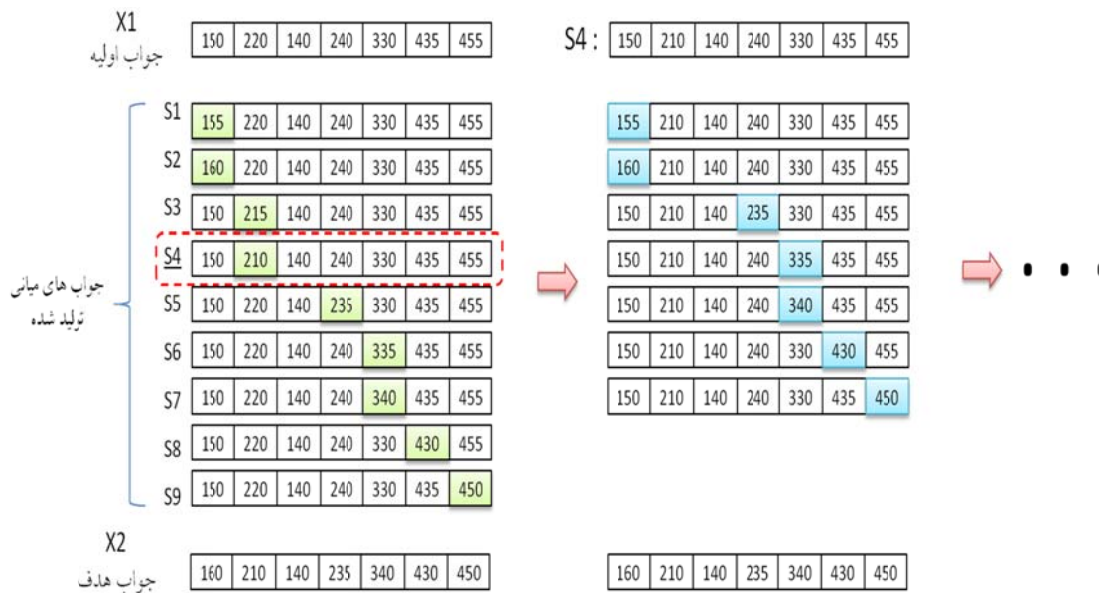 X1
جواب اولیه
150 220 140 240 330 435 455
S4 : 150 210 140 240 330 435 455
S1 155 220 140 240 330 435 455
155 210 140 240 330 435 455
S2 160 220 140 240 330 435 455
160 210 140 240 330 435 455
S3 150 215 140 240 330 435 455
150 210 140 235 330 435 455
S4 150 210 140 240 330 435 455
150 210 140 240 335 435 455
جواب های میانی
تولید شده
S5 150 220 140 235 330 435 455
150 210 140 240 340 435 455
S6 150 220 140 240 335 435 455
150 210 140 240 330 430 455
S7 150 220 140 240 340 435 455
150 210 140 240 330 435 450
S8 150 220 140 240 330 430 455
S9 150 220 140 240 330 435 450
X2
جواب هدف
160 210 140 235 340 430 450
160 210 140 235 340 430 450